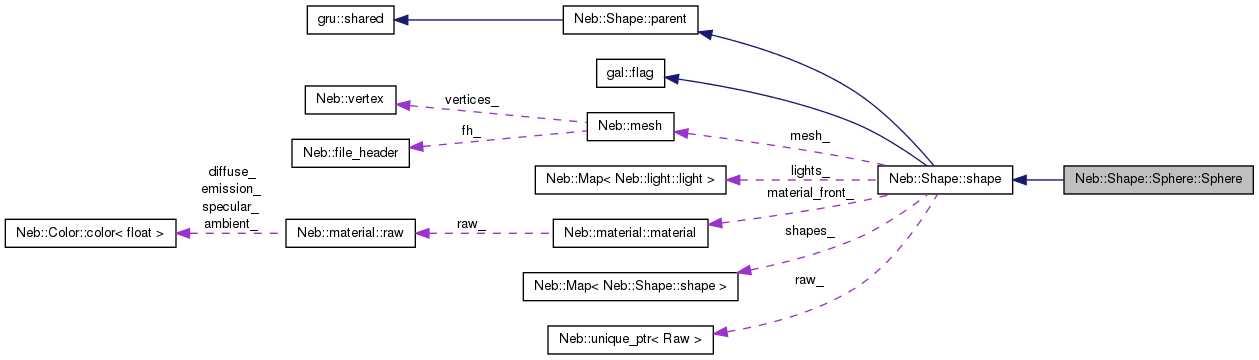 gru::shared
Neb::Shape::parent
gal::flag
Neb::vertex
vertices_
Neb::mesh
fh_
Neb::file_header
mesh_
diffuse_
emission_
specular_
ambient_
Neb::Map< Neb::light::light >
lights_
Neb::Shape::shape
Neb::Shape::Sphere::Sphere
material_front_
Neb::Color::color< float >
Neb::material::raw
raw_
Neb::material::material
shapes_
Neb::Map< Neb::Shape::shape >
raw_
Neb::unique_ptr< Raw >